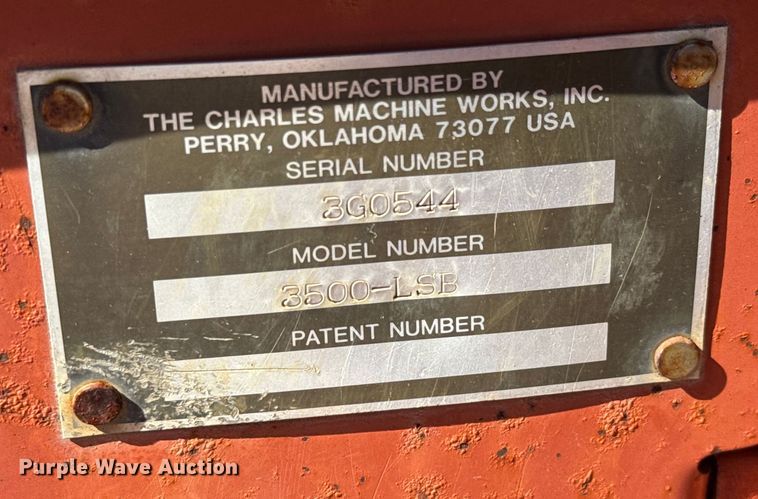 MANUFACTURED BY
THE CHARLES MACHINE WORKS, INC.
PERRY, OKLAHOMA 73077 USA
SERIAL NUMBER
3G0544
MODEL NUMBER
3500-LSB
PATENT NUMBER
Purple Wave Auction